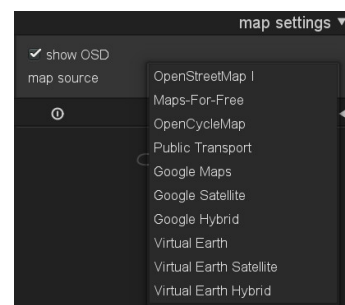 map settings
show OSD
map source
OpenStreetMap I
Maps-For-Free
OpenCycleMap
Public Transport
Google Maps
Google Satellite
Google Hybrid
Virtual Earth
Virtual Earth Satellite
Virtual Earth Hybrid